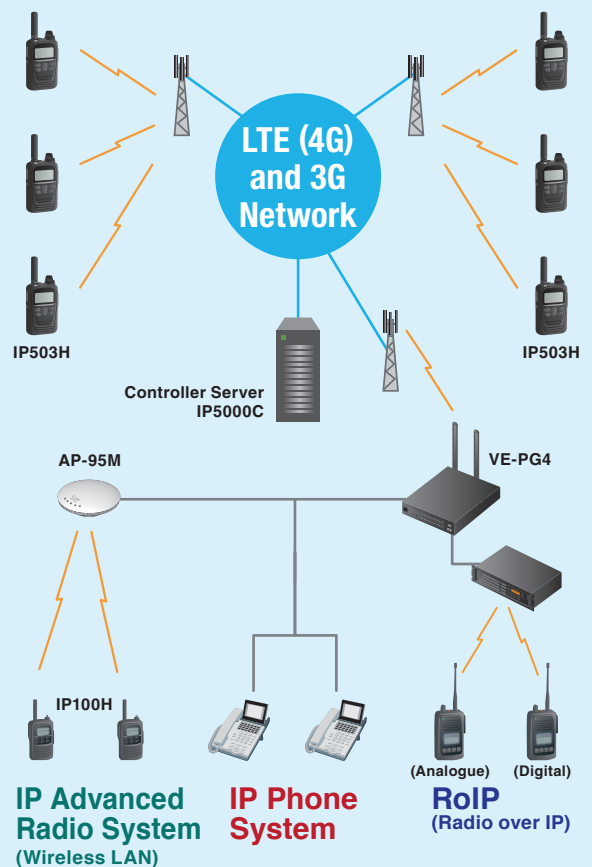 LTE (4G)
and 3G
Network
IP503H
IP503H
Controller Server
IP5000C
AP-95M
VE-PG4
IP100H
(Analogue)
(Digital)
IP Advanced
Radio System
(Wireless LAN)
IP Phone
System
RoIP
(Radio over IP)